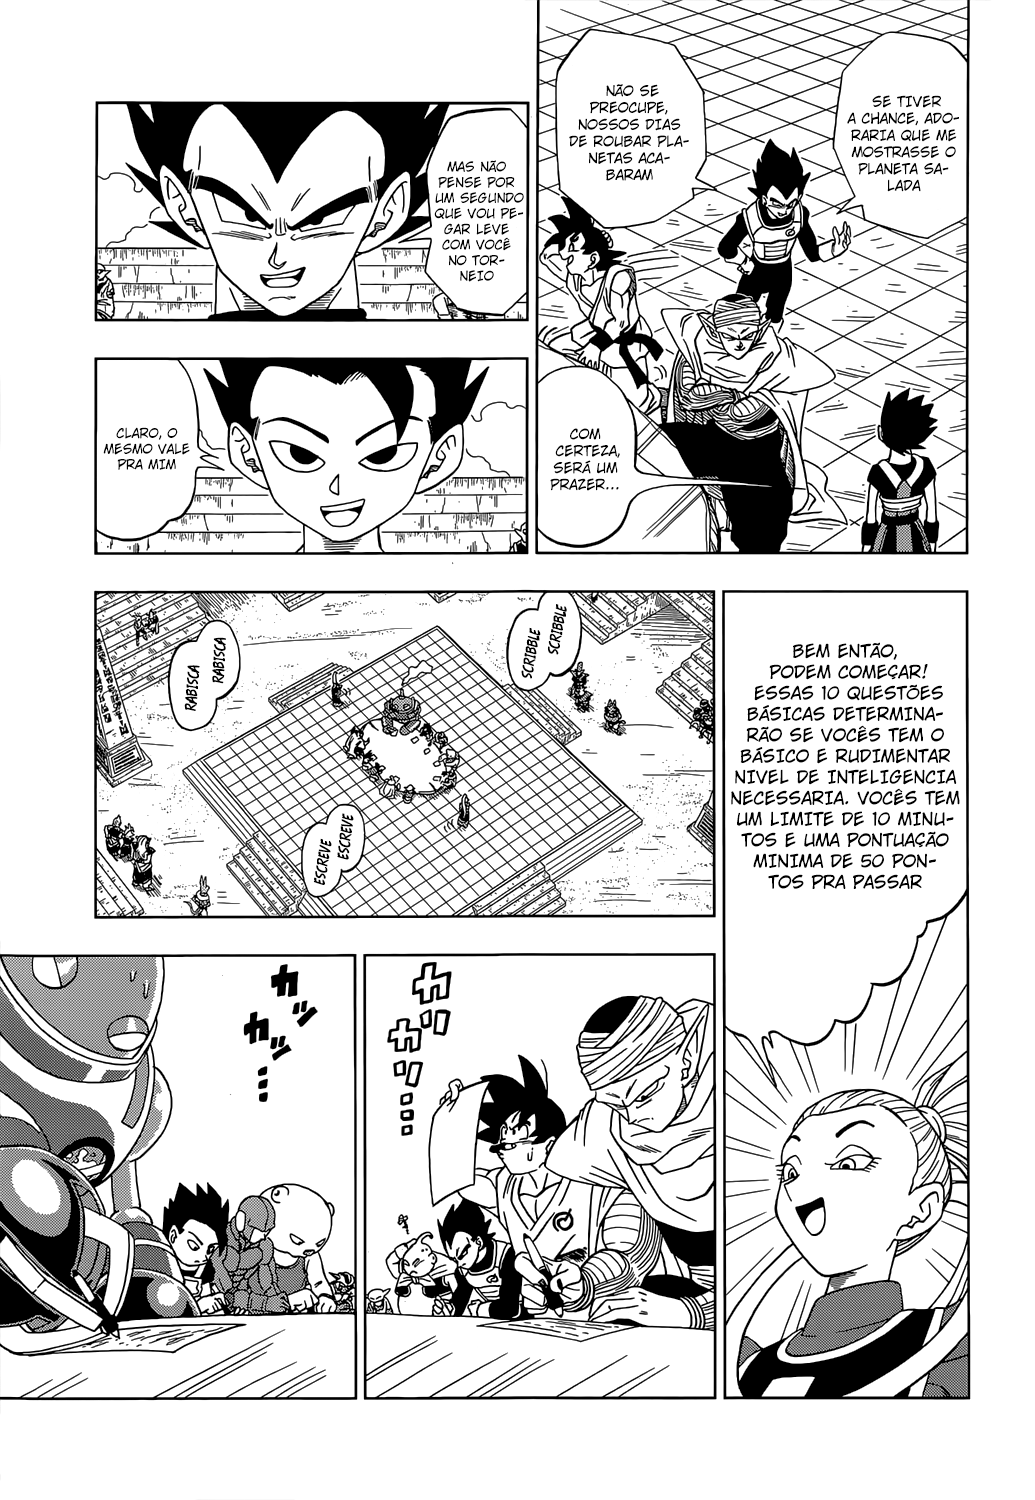 SE TIVER
A CHANCE, ADO-
RARIA QUE ME
MOSTRASSE O
PLANETA SA-
LADA
NÃO SE
PREOCUPE,
NOSSOS DIAS
DE ROUBAR PLA-
NETAS ACA-
BARAM
COM
CERTEZA,
SERÁ UM
PRAZER...
MAS NÃO
PENSE POR
UM SEGUNDO
QUE VOU PE-
GAR LEVE
COM VOCÊ
NO TOR-
NEIO
CLARO, O
MESMO VALE
PRA MIM
BEM ENTÃO,
PODEM COMEÇAR!
ESSAS 10 QUESTÕES
BÁSICAS DETERMINA-
RÃO SE VOCÊS TEM O
BÁSICO E RUDIMENTAR
NIVEL DE INTELIGENCIA
NECESSARIA. VOCÊS TEM
UM LIMITE DE 10 MINU-
TOS E UMA PONTUAÇÃO
MINIMA DE 50 PON-
TOS PRA PASSAR
SCRIBBLE
SCRIBBLE
RABISCA
RABISCA
ESCREVE
ESCREVE
ガリ
ガリ...
カッ
カッ...